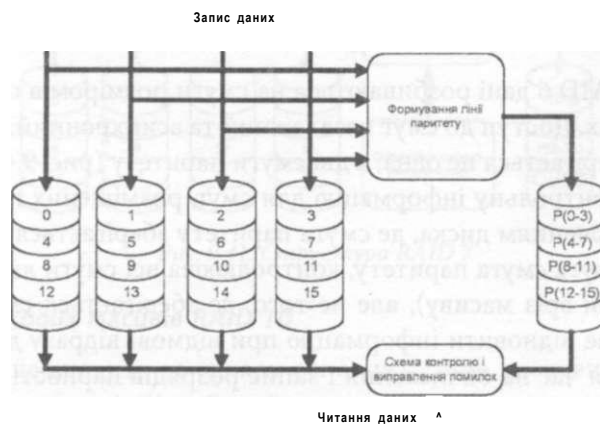 Запис даних
Формування лінії
паритету
0 1 2 3 P(0-3)
4 5 6 7 P(4-7)
8 9 10 11 P(8-11)
12 13 14 15 P(12-15)
Схема контролю і
виправлення помилок
Читання даних ^